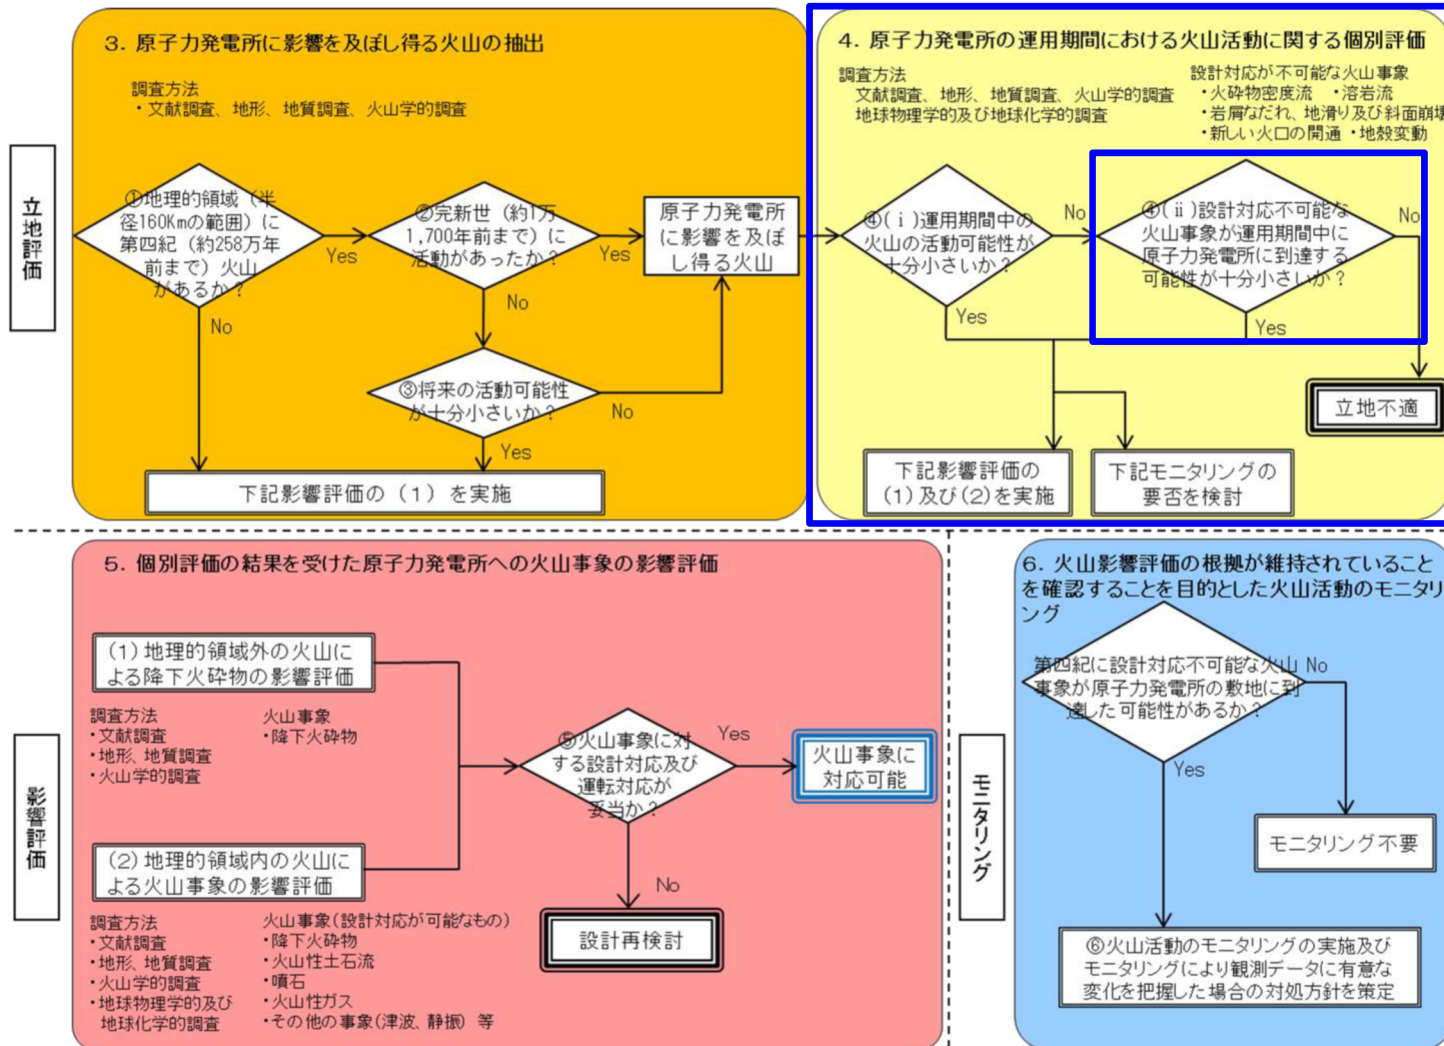 立地評価
3. 原子力発電所に影響を及ぼし得る火山の抽出
調査方法
・文献調査、地形、地質調査、火山学的調査
①地理的領域（半
径160Kmの範囲）に
第四紀（約258万年
前まで）火山
があるか？
Yes
No
②完新世（約1万
1,700年前まで）に
活動があったか？
Yes
No
原子力発電所
に影響を及ぼ
し得る火山
③将来の活動可能性
が十分小さいか？
No
Yes
下記影響評価の（1）を実施
4. 原子力発電所の運用期間における火山活動に関する個別評価
調査方法
文献調査、地形、地質調査、火山学的調査
地球物理学的及び地球化学的調査
設計対応が不可能な火山事象
・火砕物密度流 ・溶岩流
・岩屑なだれ、地滑り及び斜面崩壊
・新しい火口の開通 ・地殻変動
④(ⅰ)運用期間中の
火山の活動可能性が
十分小さいか？
No
Yes
④(ⅱ)設計対応不可能な
火山事象が運用期間中に
原子力発電所に到達する
可能性が十分小さいか？
No
Yes
立地不適
下記影響評価の
(1)及び(2)を実施
下記モニタリングの
要否を検討
影響評価
5. 個別評価の結果を受けた原子力発電所への火山事象の影響評価
(1)地理的領域外の火山に
よる降下火砕物の影響評価
調査方法
・文献調査
・地形、地質調査
・火山学的調査
火山事象
・降下火砕物
(2)地理的領域内の火山に
よる火山事象の影響評価
調査方法
・文献調査
・地形、地質調査
・火山学的調査
・地球物理学的及び
地球化学的調査
火山事象(設計対応が可能なもの)
・降下火砕物
・火山性土石流
・噴石
・火山性ガス
・その他の事象(津波、静振) 等
⑤火山事象に対
する設計対応及び
運転対応が
妥当か？
Yes
No
火山事象に
対応可能
設計再検討
モニタリング
6. 火山影響評価の根拠が維持されていること
を確認することを目的とした火山活動のモニタリ
ング
第四紀に設計対応不可能な火山
事象が原子力発電所の敷地に到
達した可能性があるか？
No
Yes
モニタリング不要
⑥火山活動のモニタリングの実施及び
モニタリングにより観測データに有意な
変化を把握した場合の対処方針を策定